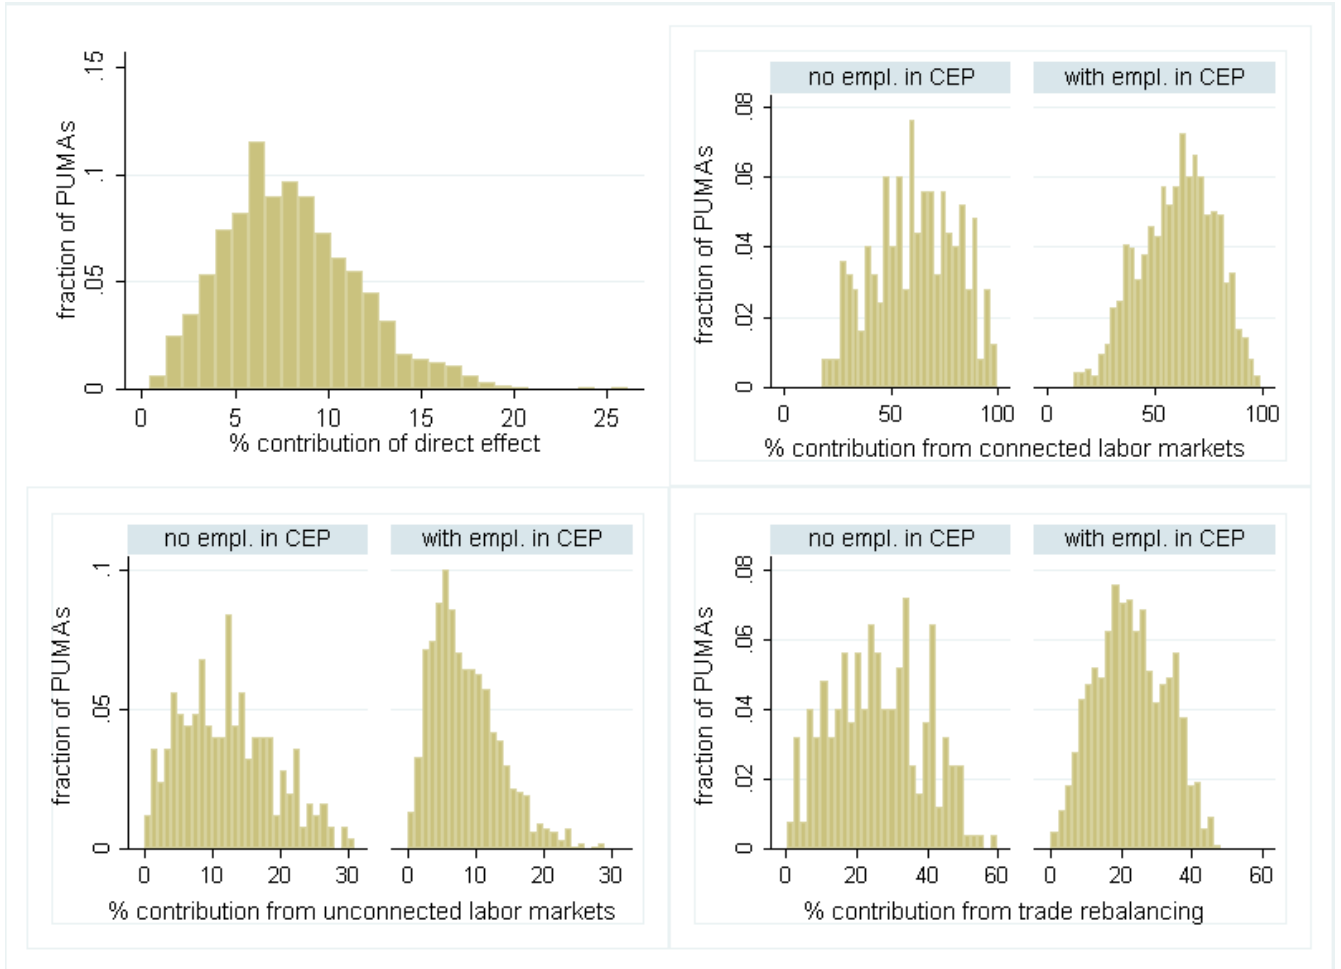 fraction of PUMAs
.15
.1
.05
0
0 5 10 15 20 25
% contribution of direct effect
no empl. in CEP with empl. in CEP
fraction of PUMAs
.08
.06
.04
.02
0
0 50 100 0 50 100
% contribution from connected labor markets
no empl. in CEP with empl. in CEP
fraction of PUMAs
.1
.05
0
0 10 20 30 0 10 20 30
% contribution from unconnected labor markets
no empl. in CEP with empl. in CEP
fraction of PUMAs
.08
.06
.04
.02
0
0 20 40 60 0 20 40 60
% contribution from trade rebalancing